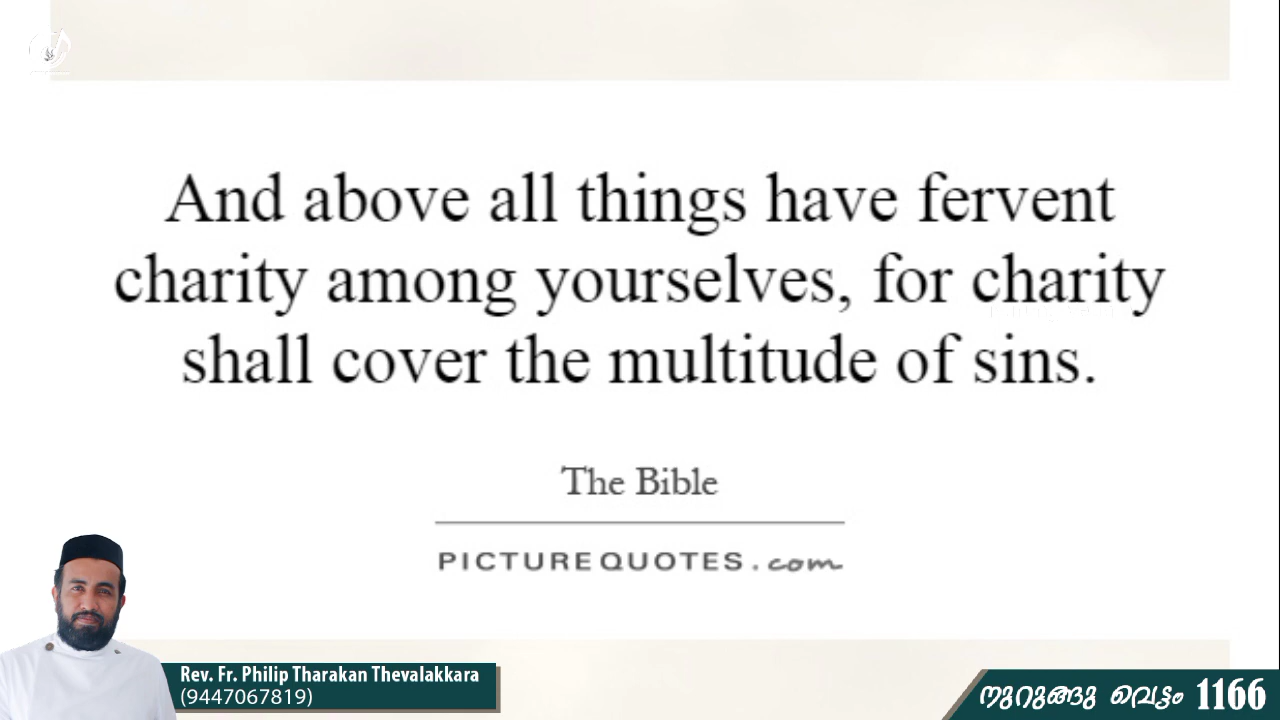 And above all things have fervent
charity among yourselves, for charity
shall cover the multitude of sins.
The Bible
PICTUREQUOTES.com
Rev. Fr. Philip Tharakan Thevalakkara
(9447067819)
നുറുങ്ങു വെട്ടം 1166